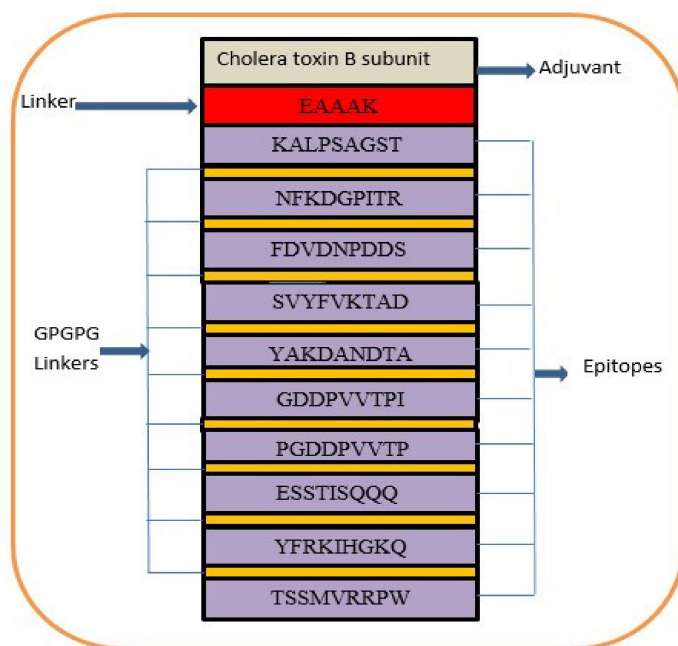 Cholera toxin B subunit
Adjuvant
Linker
EAAAK
KALPSAGST
NFKDGPITR
FDVDNPDDS
SVYFVKTAD
GPGPG
Linkers
YAKDANDTA
Epitopes
GDDPVVTPI
PGDDPVVTP
ESSTISQQQ
YFRKIHGKQ
TSSMVRRPW